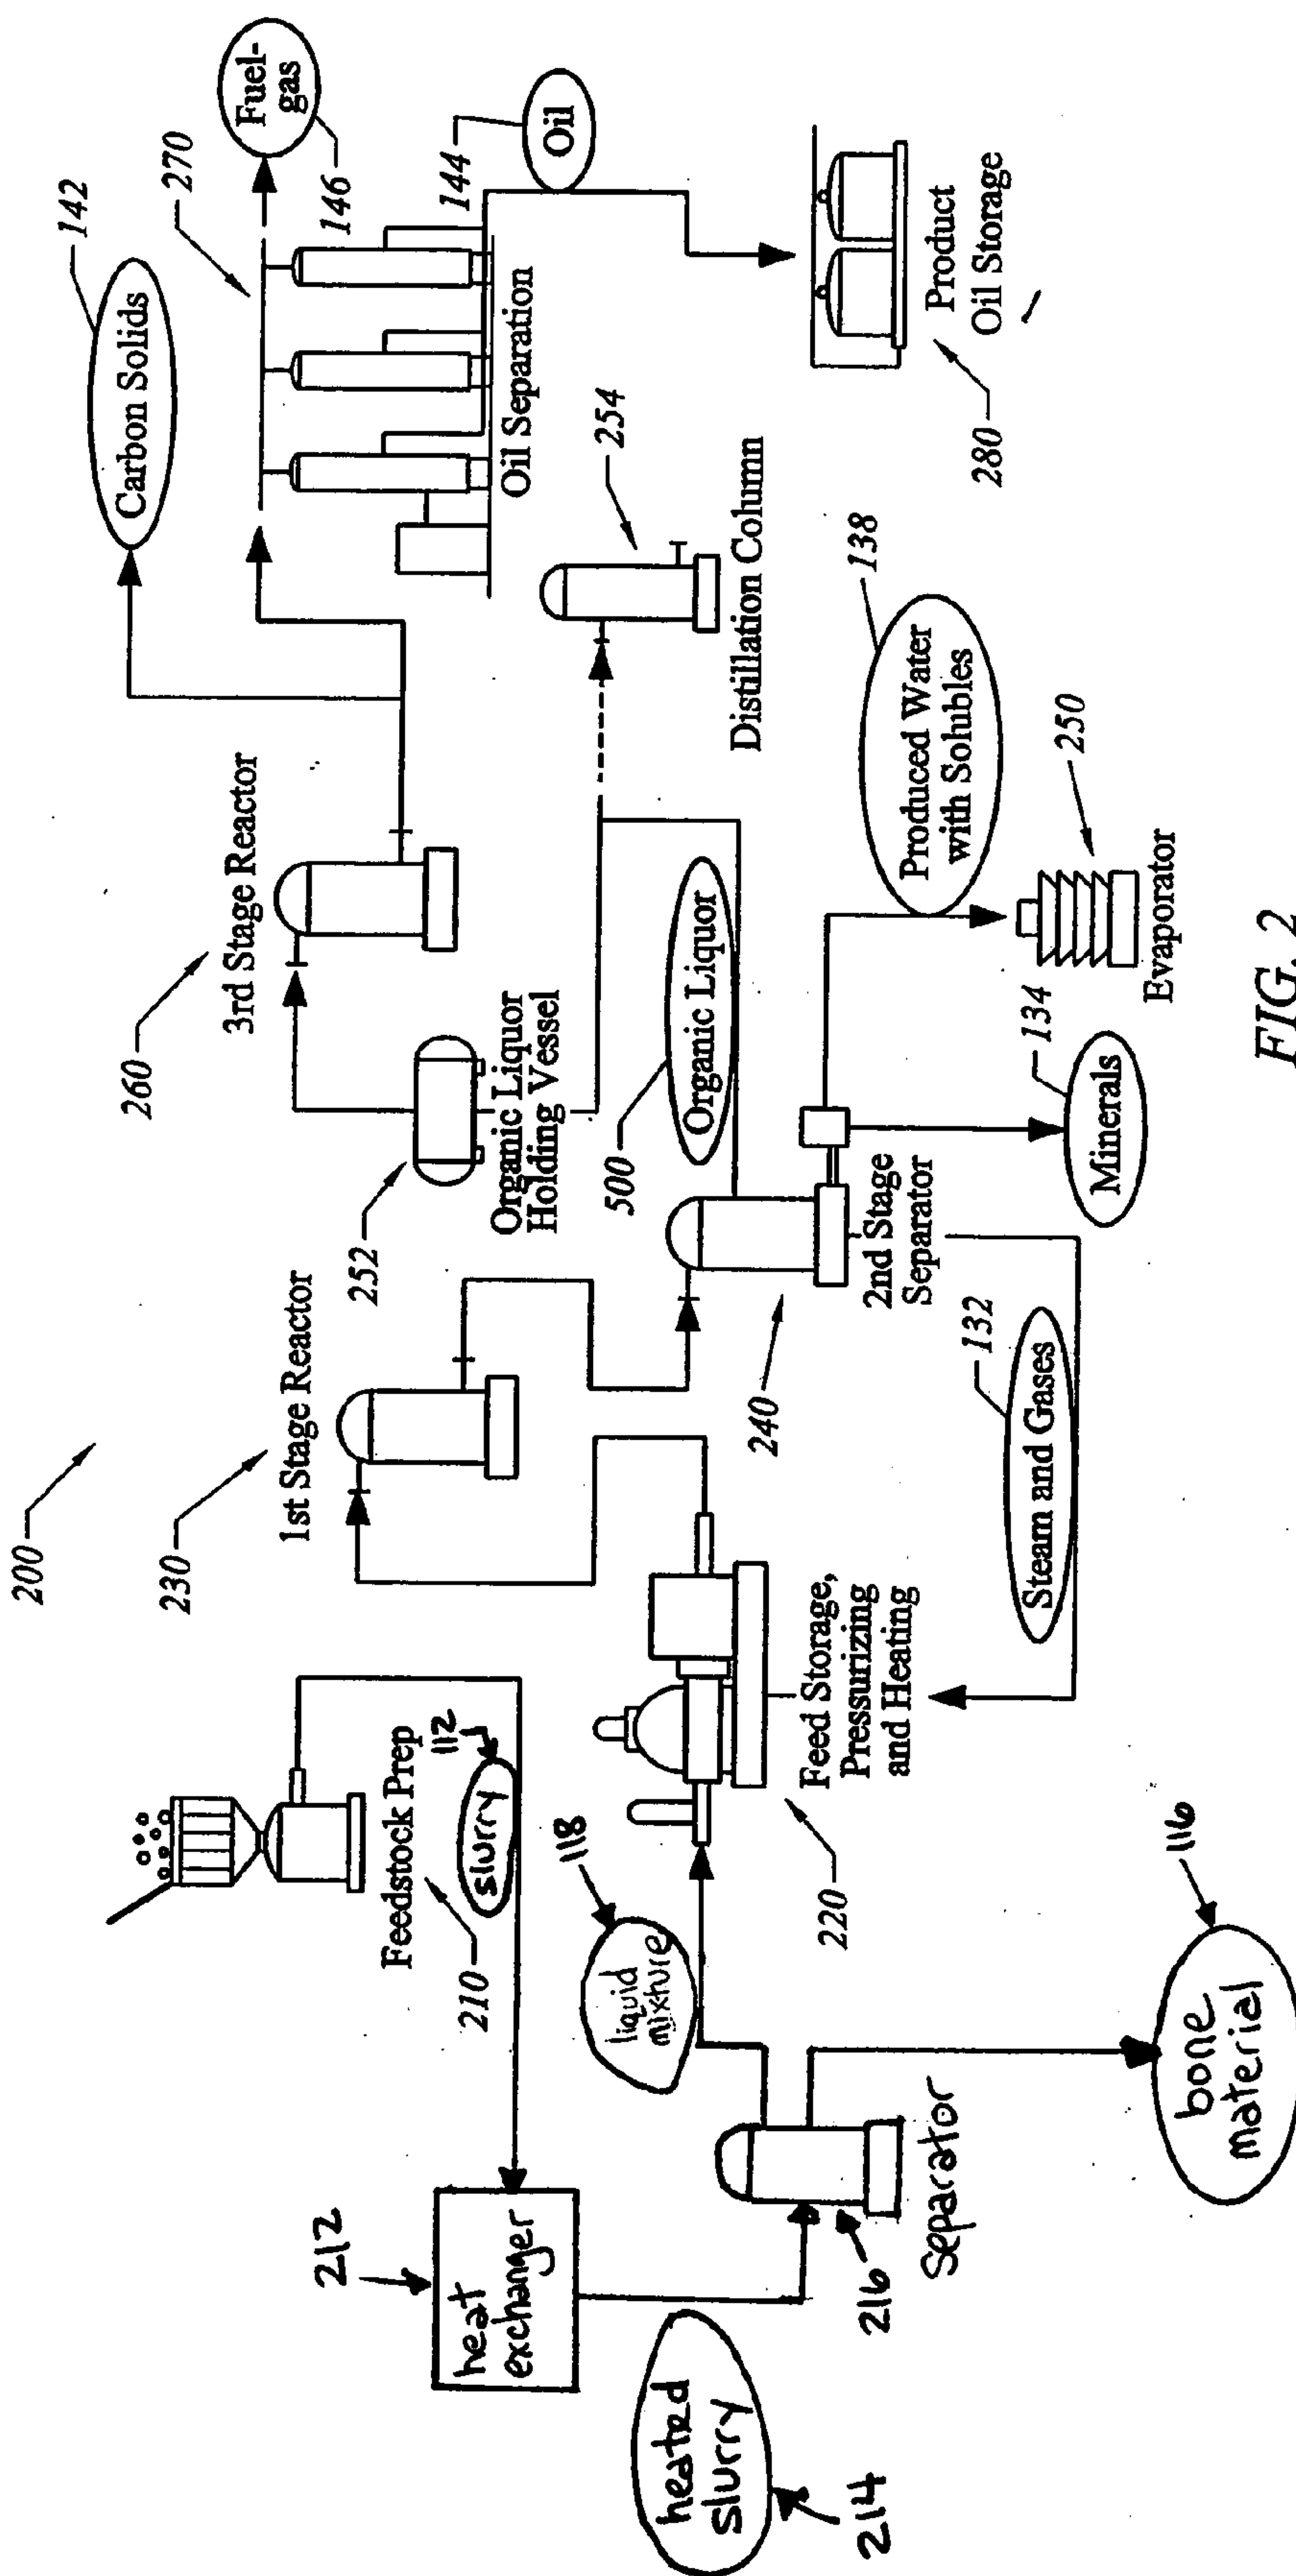 200
230
1st Stage Reactor
260
3rd Stage Reactor
142
Carbon Solids
270
Fuel-
gas
146
Feedstock Prep
210
112
slurry
212
heat
exchanger
252
Organic Liquor
Holding Vessel
Oil Separation
144
Oil
254
Distillation Column
118
liquid
mixture
500
Organic Liquor
heated
slurry
214
216
Separator
220
Feed Storage,
Pressurizing
and Heating
240
2nd Stage
Separator
132
Steam and Gases
134
Minerals
138
Produced Water
with Solubles
250
Evaporator
280
Product
Oil Storage
116
bone
material
FIG. 2